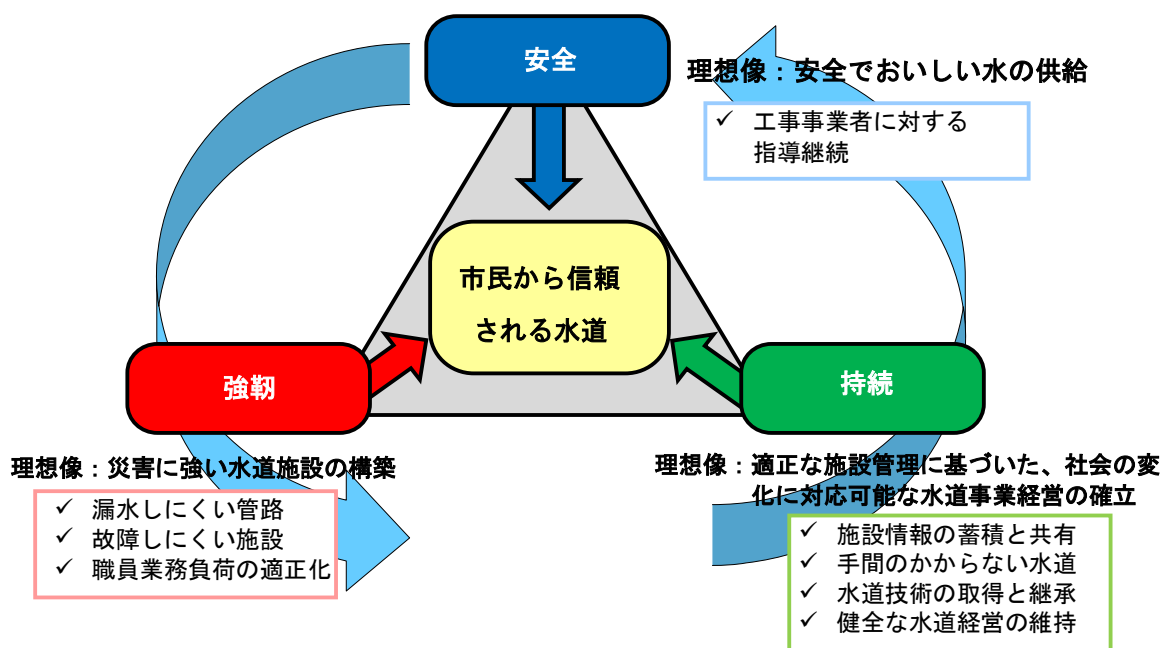 安全
理想像：安全でおいしい水の供給
✓ 工事事業者に対する
指導継続
市民から信頼
される水道
強靭
持続
理想像：災害に強い水道施設の構築
✓ 漏水しにくい管路
✓ 故障しにくい施設
✓ 職員業務負荷の適正化
理想像：適正な施設管理に基づいた、社会の変
化に対応可能な水道事業経営の確立
✓ 施設情報の蓄積と共有
✓ 手間のかからない水道
✓ 水道技術の取得と継承
✓ 健全な水道経営の維持